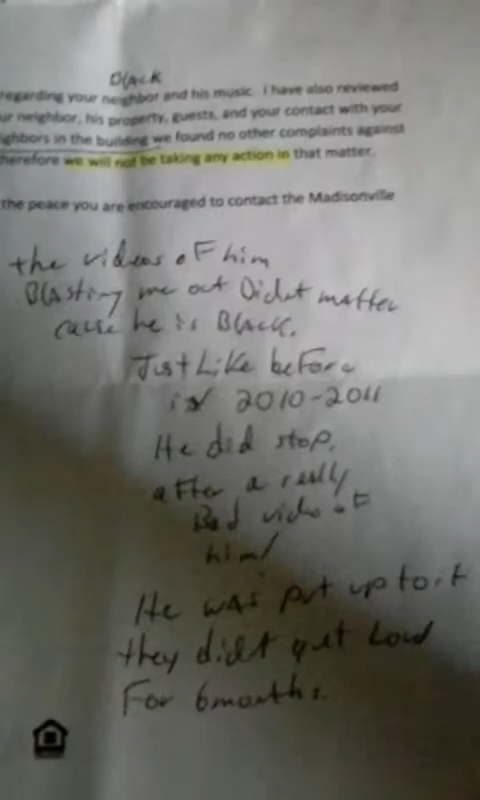 BLACK
regarding your neighbor and his music. I have also reviewed
ur neighbor, his property, guests, and your contact with your
ighbors in the building we found no other complaints against
herefore we will not be taking any action in that matter.
the peace you are encouraged to contact the Madisonville
the videos of him
Blasting me out Didnt matter
cause he is BLACK.
Just Like before
in 2010-2011
He did stop,
after a really
Bad video of
him!
He was put up to it
they didnt get Loud
For 6 months.